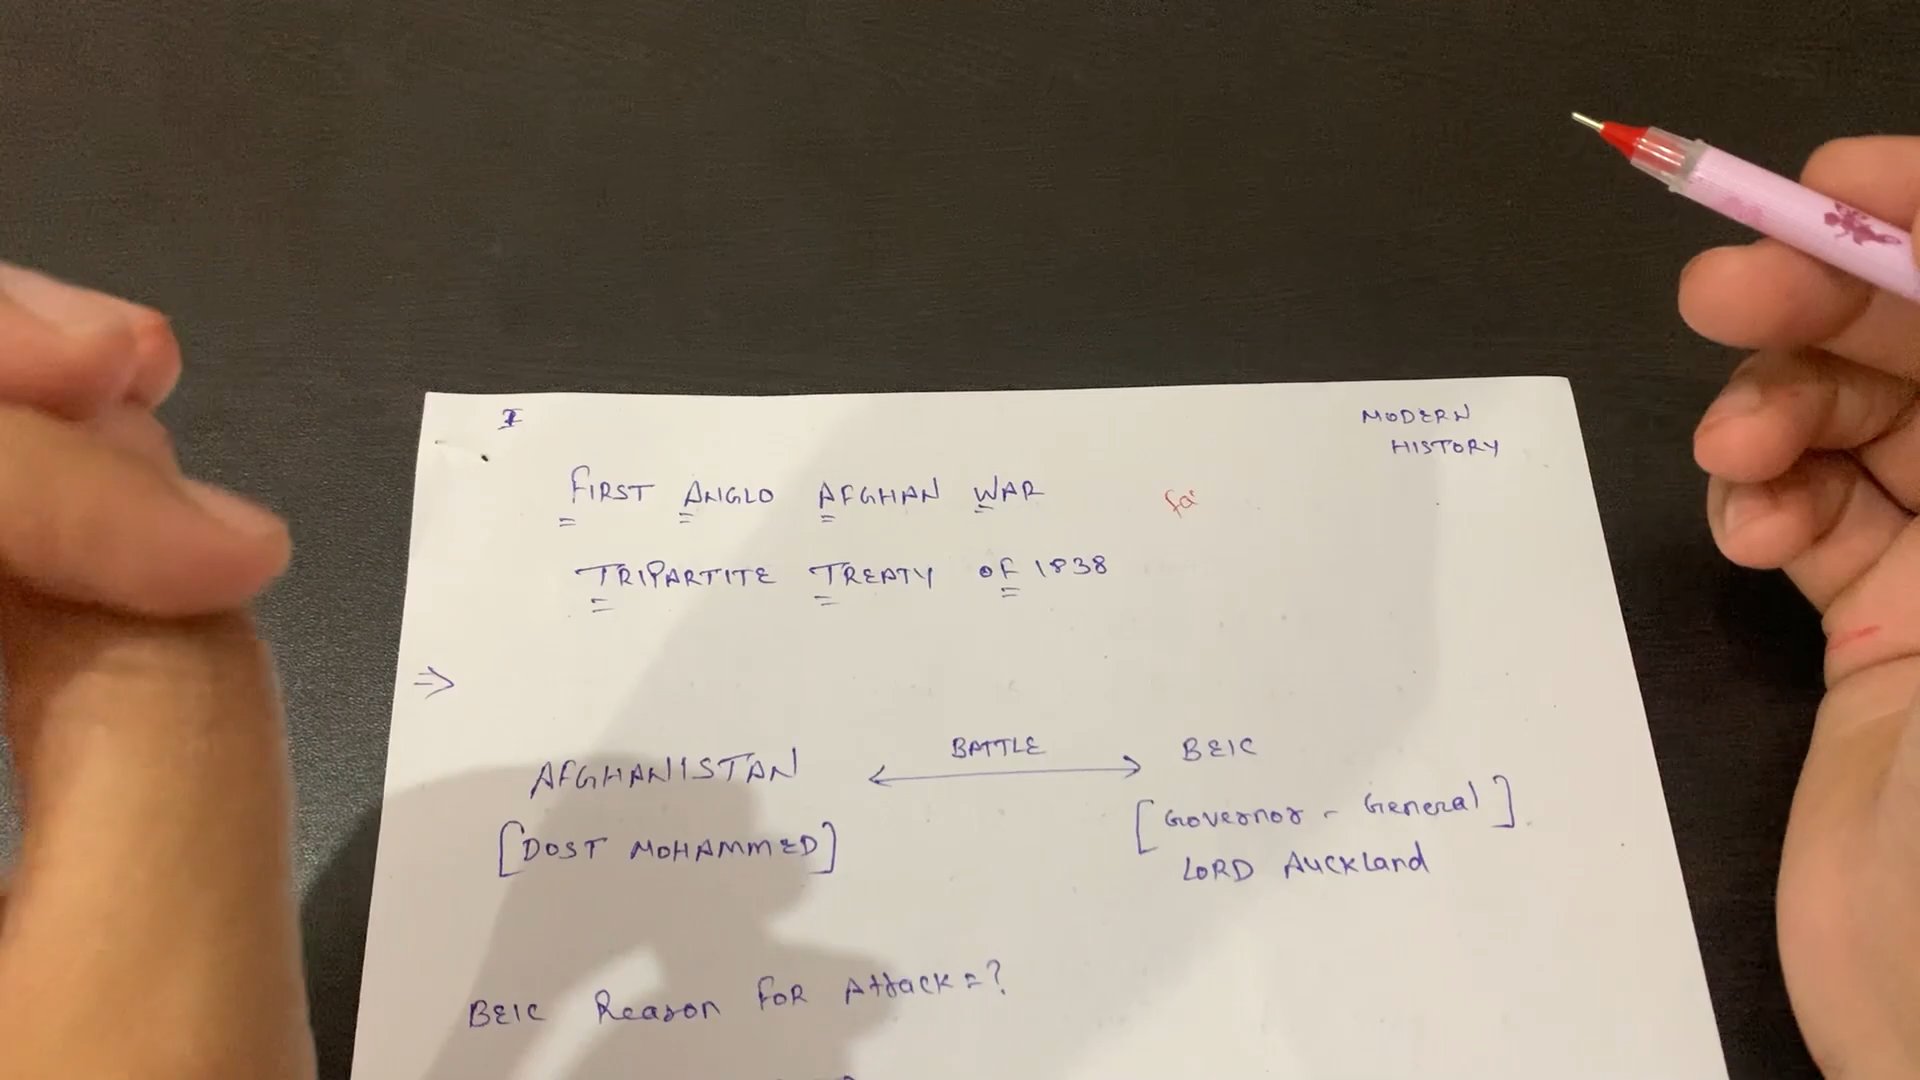 I
MODERN
HISTORY
FIRST ANGLO AFGHAN WAR
TRIPARTITE TREATY OF 1838
⇒
AFGHANISTAN
BATTLE
BEIC
[DOST MOHAMMED]
[Governor - General]
LORD AUCKLAND
BEIC Reason FOR Attack = ?